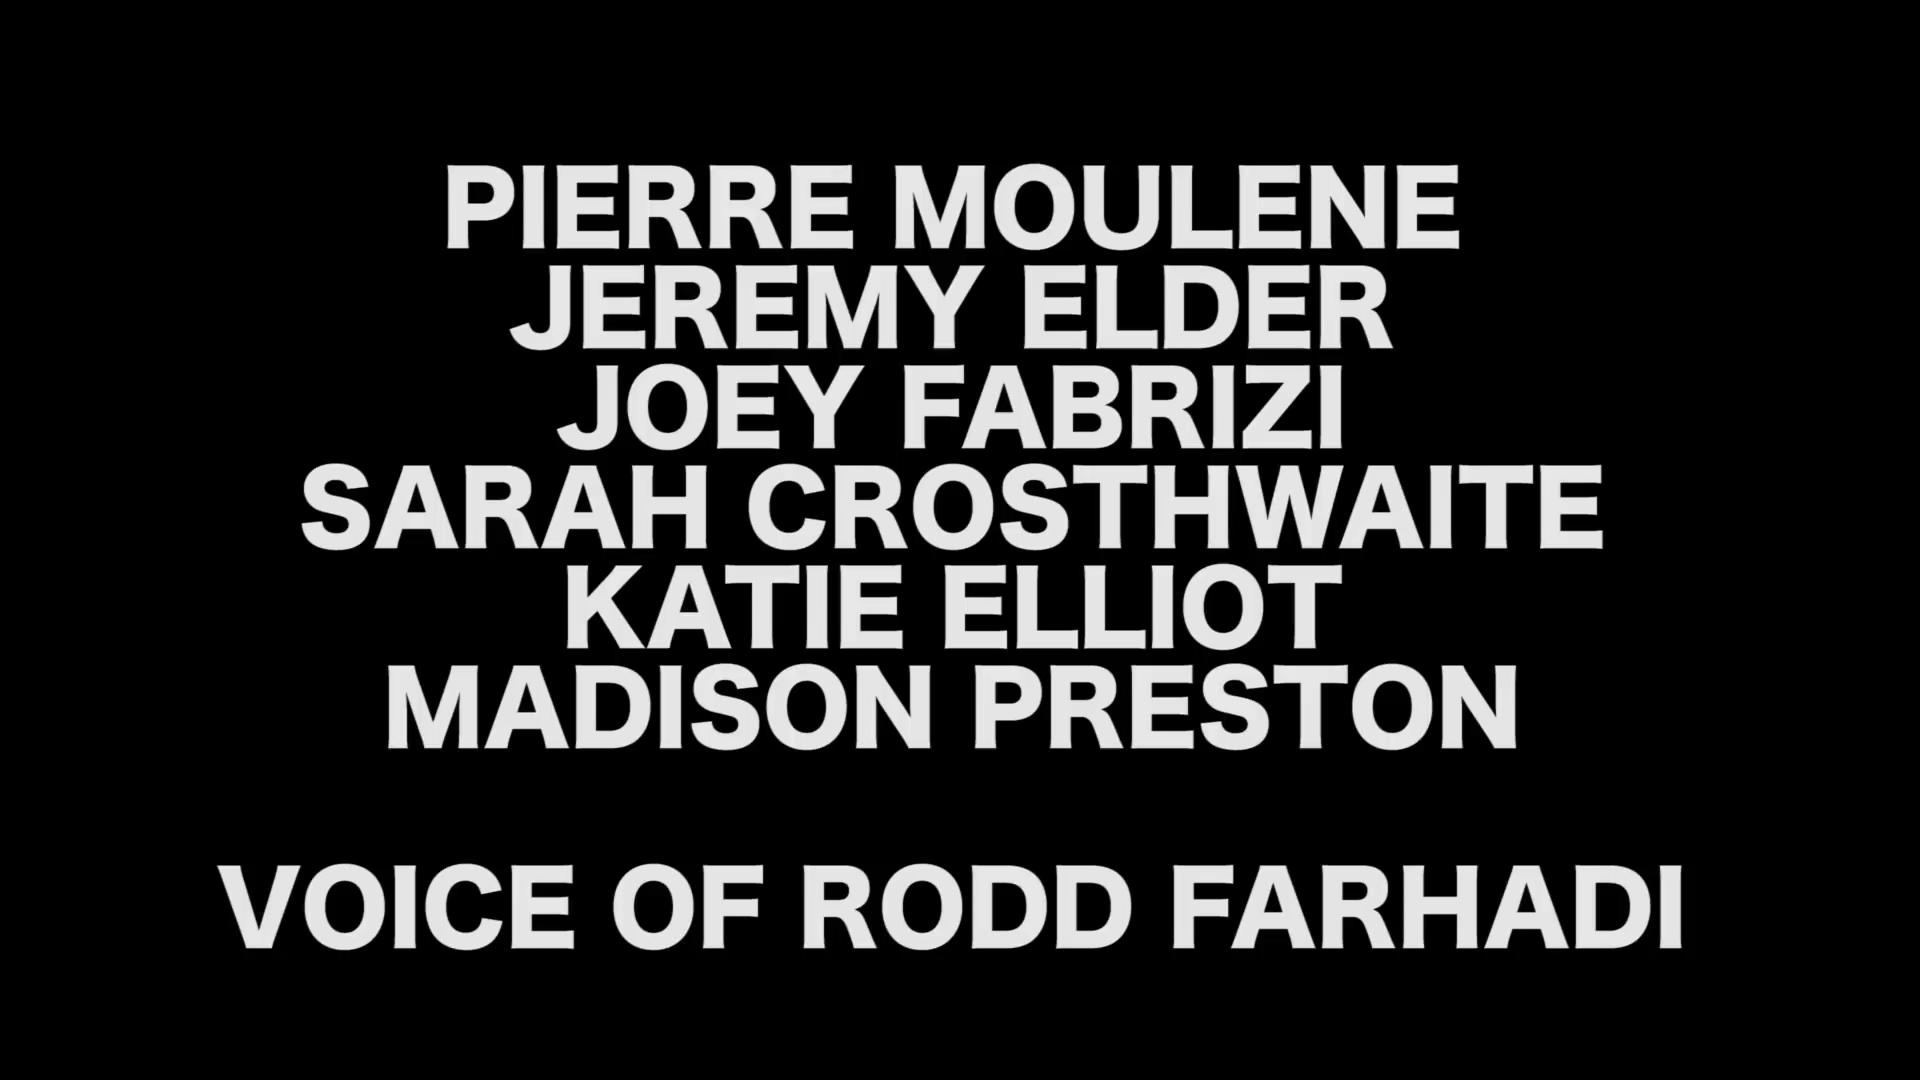 PIERRE MOULENE
JEREMY ELDER
JOEY FABRIZI
SARAH CROSTHWAITE
KATIE ELLIOT
MADISON PRESTON
VOICE OF RODD FARHADI